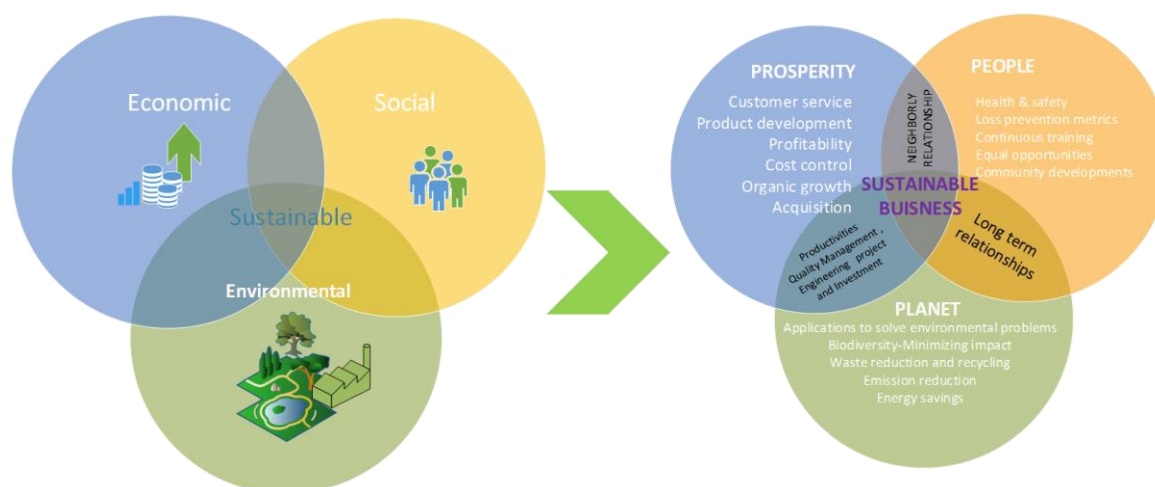 Economic
Social
Sustainable
Environmental
PROSPERITY
Customer service
Product development
Profitability
Cost control
Organic growth
Acquisition
NEIGHBORLY
RELATIONSHIP
PEOPLE
Health & safety
Loss prevention metrics
Continuous training
Equal opportunities
Community developments
SUSTAINABLE
BUISNESS
Productivities
Quality Management ,
Engineering project
and Investment
Long term
relationships
PLANET
Applications to solve environmental problems
Biodiversity-Minimizing impact
Waste reduction and recycling
Emission reduction
Energy savings